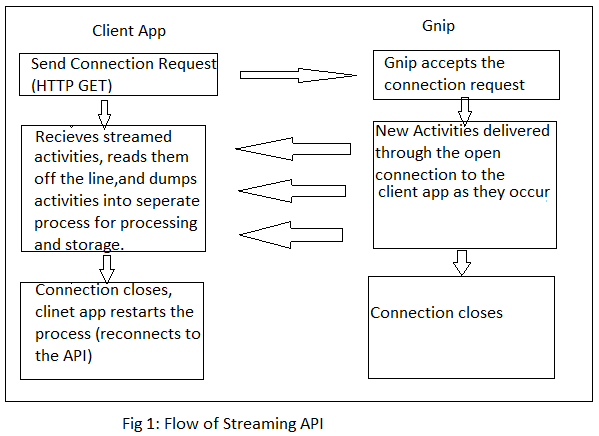 Client App
Send Connection Request
(HTTP GET)
Recieves streamed
activities, reads them
off the line,and dumps
activities into seperate
process for processing
and storage.
Connection closes,
clinet app restarts the
process (reconnects to
the API)
Gnip
Gnip accepts the
connection request
New Activities delivered
through the open
connection to the
client app as they occur
Connection closes
Fig 1: Flow of Streaming API